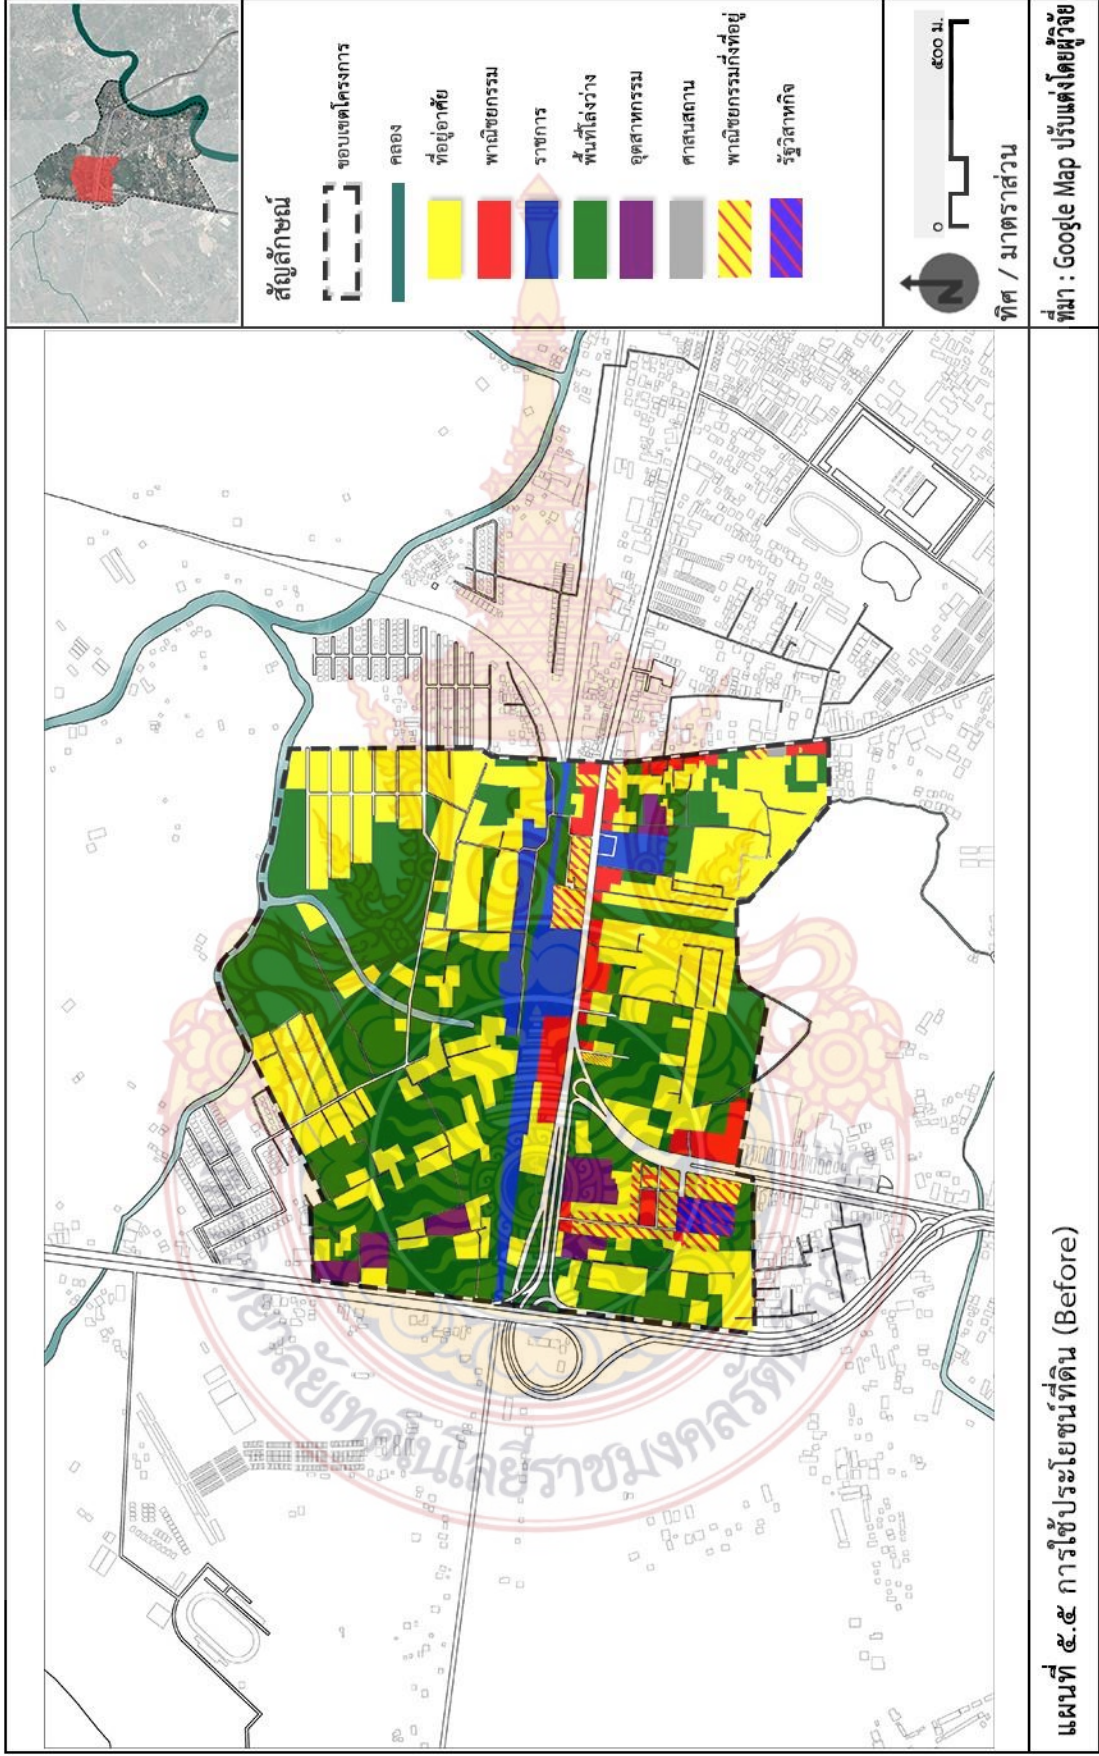 สัญลักษณ์
ขอบเขตโครงการ
คลอง
ที่อยู่อาศัย
พาณิชยกรรม
ราชการ
พื้นที่โล่งว่าง
อุตสาหกรรม
ศาสนสถาน
พาณิชยกรรมกึ่งที่อยู่
รัฐวิสาหกิจ
๐ ๕๐๐ ม.
N
ทิศ / มาตราส่วน
แผนที่ ๕.๕ การใช้ประโยชน์ที่ดิน (Before)
ที่มา : Google Map ปรับแต่งโดยผู้วิจัย